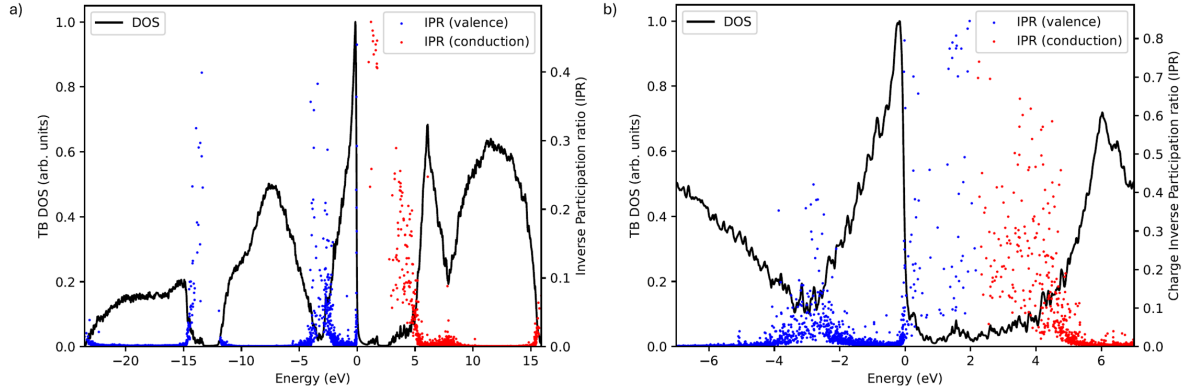 a)
DOS
IPR (valence)
IPR (conduction)
1.0
0.8
0.6
0.4
0.2
0.0
TB DOS (arb. units)
0.4
0.3
0.2
0.1
0.0
Inverse Participation ratio (IPR)
−20 −15 −10 −5 0 5 10 15
Energy (eV)
b)
DOS
IPR (valence)
IPR (conduction)
1.0
0.8
0.6
0.4
0.2
0.0
TB DOS (arb. units)
0.8
0.7
0.6
0.5
0.4
0.3
0.2
0.1
0.0
Charge Inverse Participation ratio (IPR)
−6 −4 −2 0 2 4 6
Energy (eV)